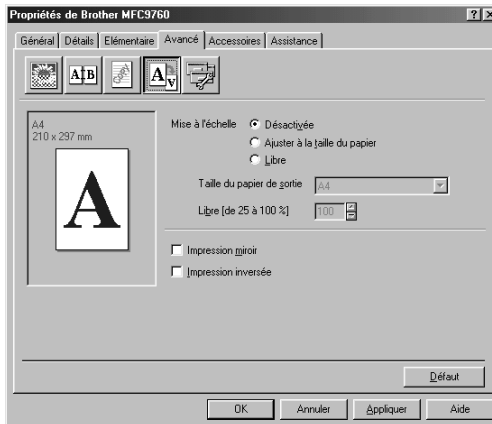 Propriétés de Brother MFC9760
Général Détails Elémentaire Avancé Accessoires Assistance
A B
A V
A4
210 x 297 mm
A
Mise à l'échelle Désactivée
Ajuster à la taille du papier
Libre
Taille du papier de sortie A4
Libre [de 25 à 100 %] 100
Impression miroir
Impression inversée
Défaut
OK Annuler Appliquer Aide